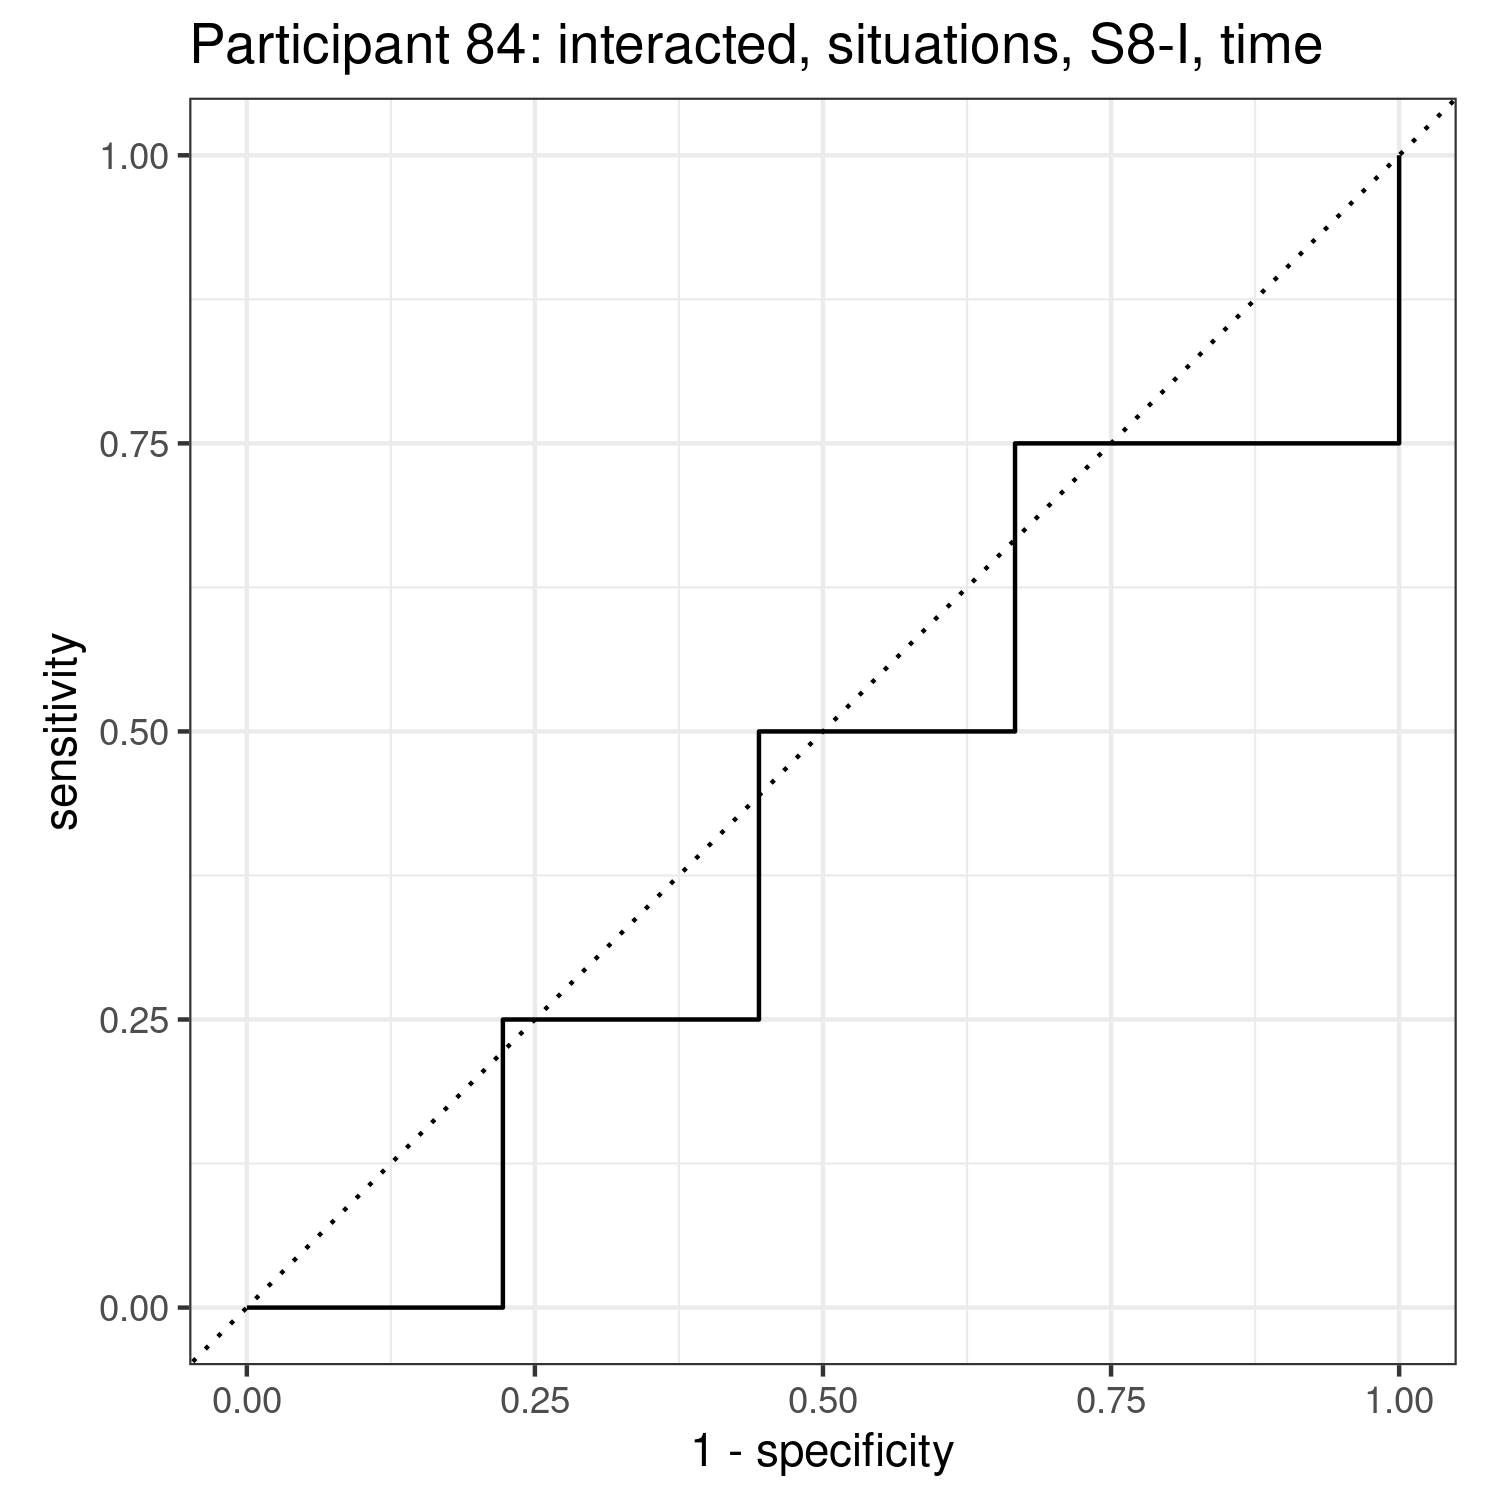 Participant 84: interacted, situations, S8-I, time
sensitivity
1.00
0.75
0.50
0.25
0.00
0.00 0.25 0.50 0.75 1.00
1 - specificity